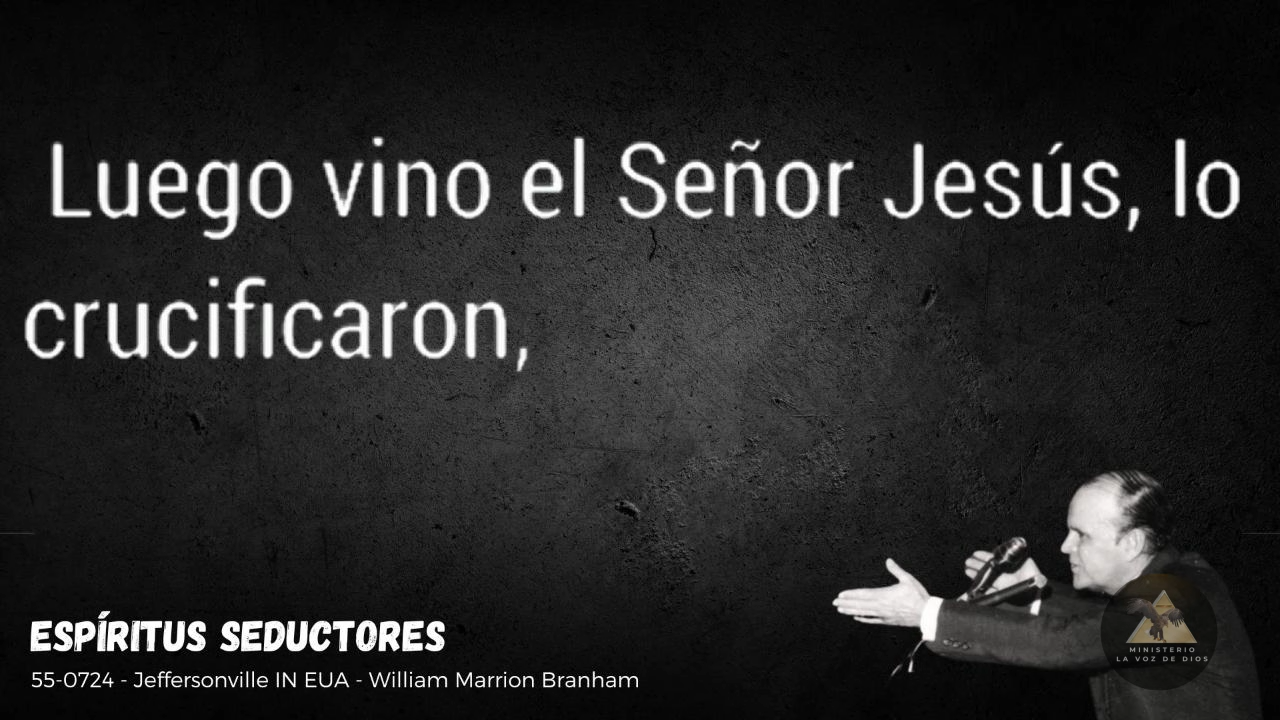 Luego vino el Señor Jesús, lo
crucificaron,
ESPÍRITUS SEDUCTORES
55-0724 - Jeffersonville IN EUA - William Marrion Branham
MINISTERIO
LA VOZ DE DIOS